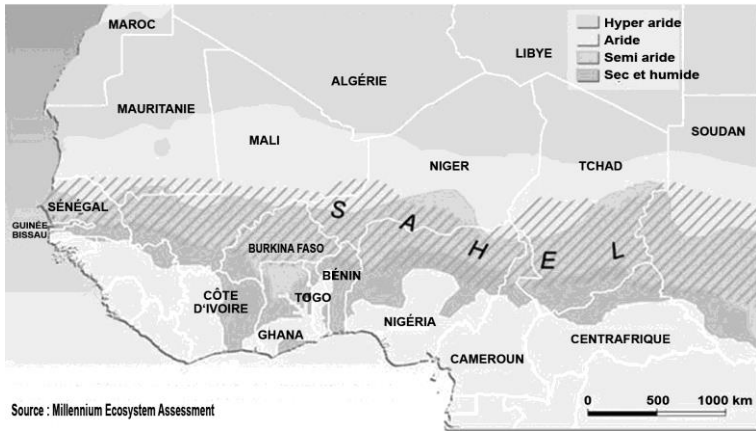 MAROC
LIBYE
Hyper aride
Aride
Semi aride
Sec et humide
ALGÉRIE
MAURITANIE
MALI
NIGER
TCHAD
SOUDAN
SÉNÉGAL
GUINÉE
BISSAU
SAHEL
BURKINA FASO
BÉNIN
CÔTE
D'IVOIRE
TOGO
GHANA
NIGÉRIA
CAMEROUN
CENTRAFRIQUE
Source : Millennium Ecosystem Assessment
0 500 1000 km